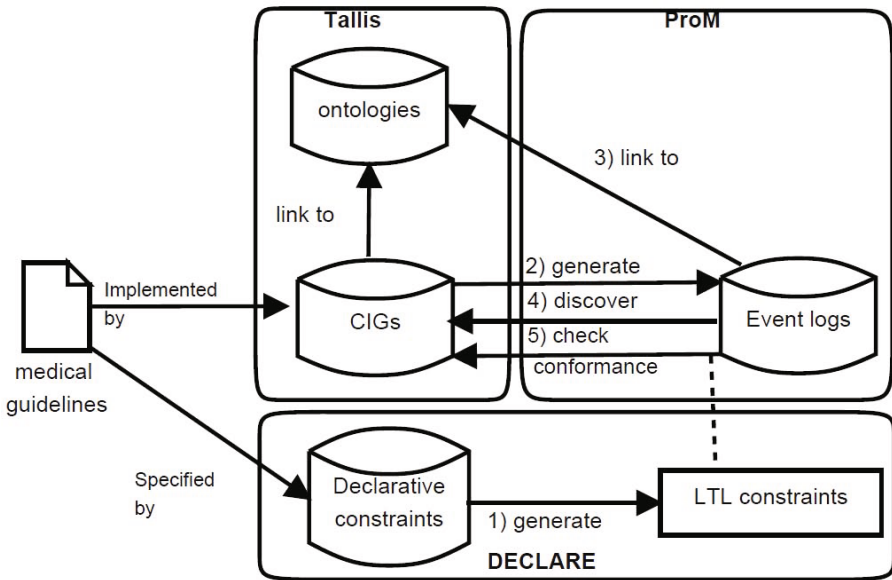 Tallis
ProM
ontologies
3) link to
link to
2) generate
Implemented
by
4) discover
CIGs
Event logs
5) check
conformance
medical
guidelines
Specified
by
Declarative
constraints
LTL constraints
1) generate
DECLARE